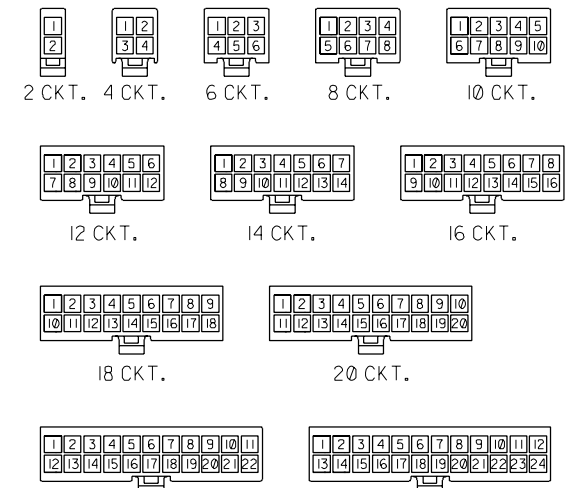 1 1 2 1 2 3 1 2 3 4 1 2 3 4 5
2 3 4 4 5 6 5 6 7 8 6 7 8 9 10
2 CKT. 4 CKT. 6 CKT. 8 CKT. 10 CKT.
1 2 3 4 5 6 1 2 3 4 5 6 7 1 2 3 4 5 6 7 8
7 8 9 10 11 12 8 9 10 11 12 13 14 9 10 11 12 13 14 15 16
12 CKT. 14 CKT. 16 CKT.
1 2 3 4 5 6 7 8 9 1 2 3 4 5 6 7 8 9 10
10 11 12 13 14 15 16 17 18 11 12 13 14 15 16 17 18 19 20
18 CKT. 20 CKT.
1 2 3 4 5 6 7 8 9 10 11 1 2 3 4 5 6 7 8 9 10 11 12
12 13 14 15 16 17 18 19 20 21 22 13 14 15 16 17 18 19 20 21 22 23 24